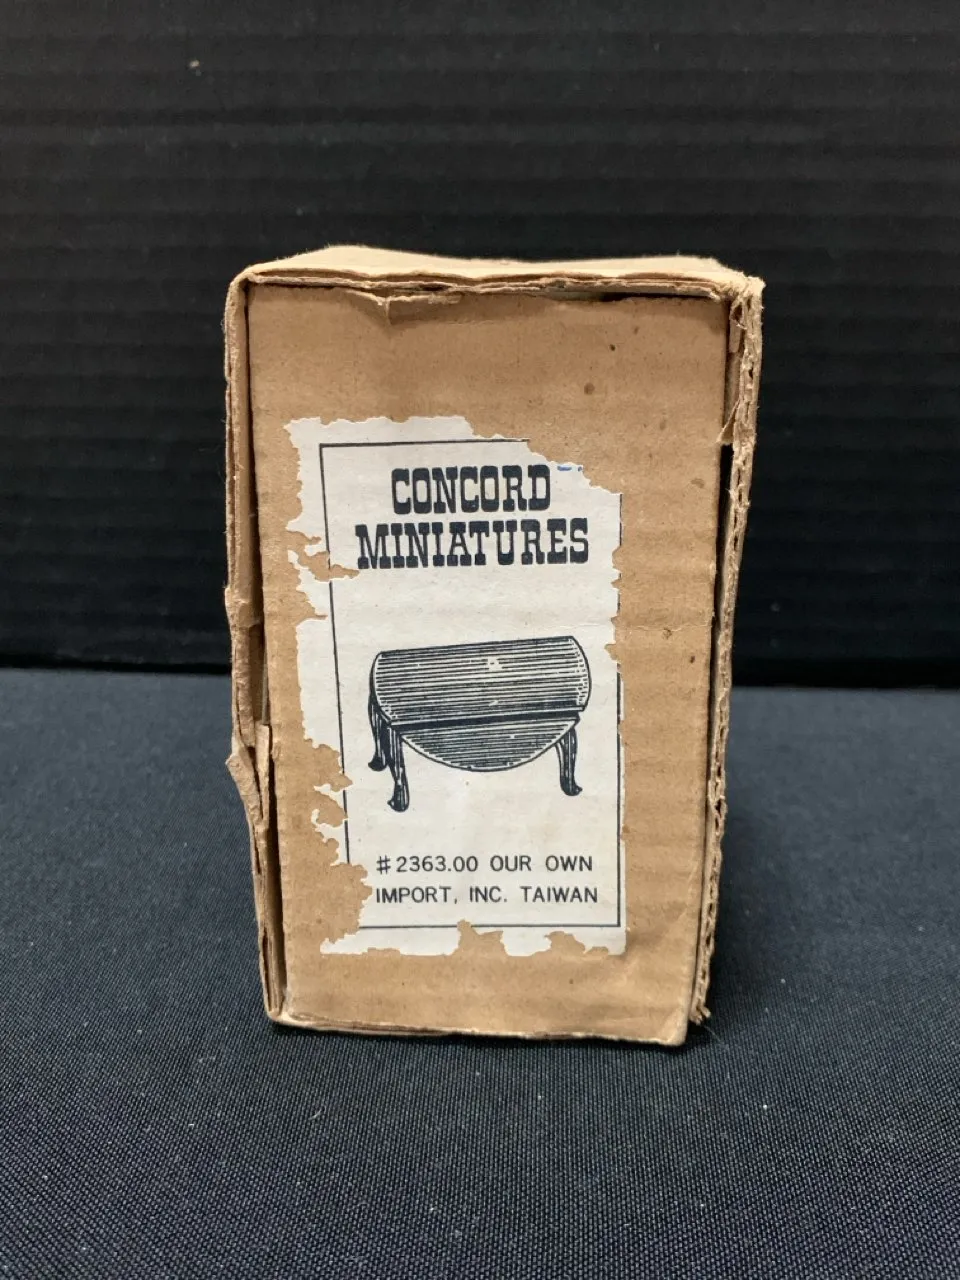 CONCORD
MINIATURES
#2363.00 OUR OWN
IMPORT, INC. TAIWAN